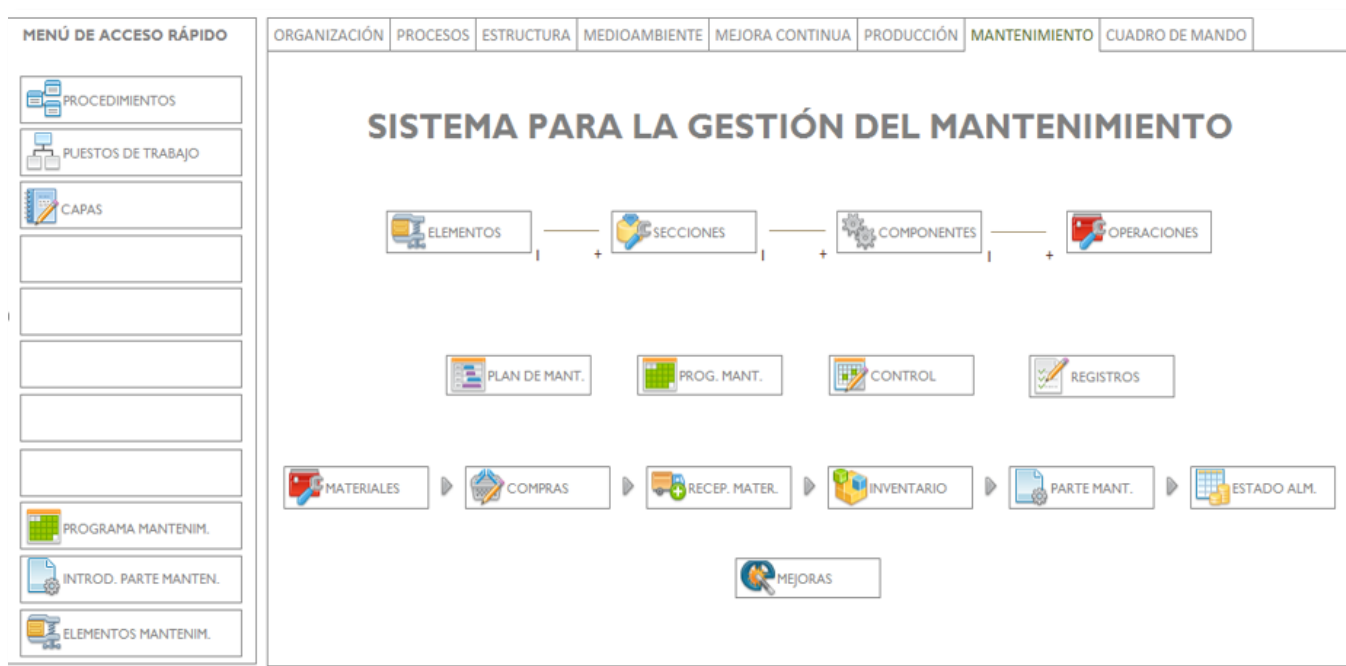 MENÚ DE ACCESO RÁPIDO
PROCEDIMIENTOS
PUESTOS DE TRABAJO
CAPAS
PROGRAMA MANTENIM.
INTROD. PARTE MANTEN.
ELEMENTOS MANTENIM.
ORGANIZACIÓN PROCESOS ESTRUCTURA MEDIOAMBIENTE MEJORA CONTINUA PRODUCCIÓN MANTENIMIENTO CUADRO DE MANDO
SISTEMA PARA LA GESTIÓN DEL MANTENIMIENTO
ELEMENTOS SECCIONES COMPONENTES OPERACIONES
I + I + I +
PLAN DE MANT. PROG. MANT. CONTROL REGISTROS
MATERIALES COMPRAS RECEP. MATER. INVENTARIO PARTE MANT. ESTADO ALM.
MEJORAS